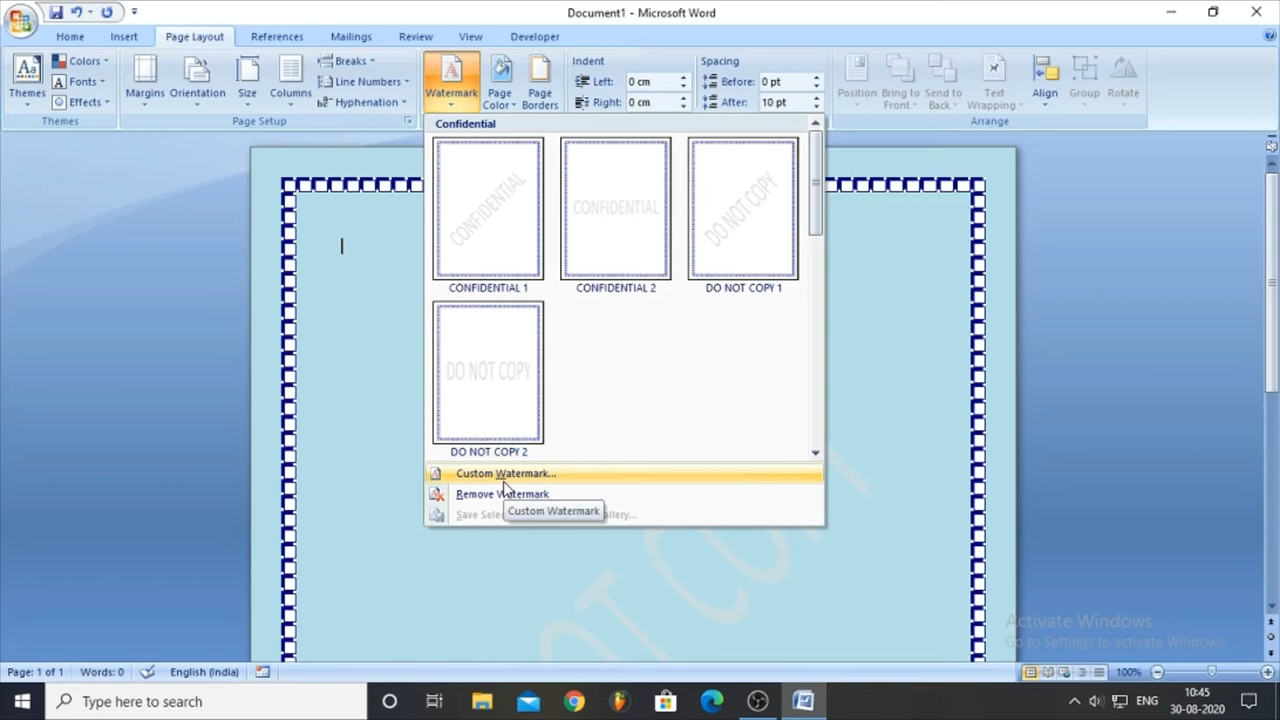 Document1 - Microsoft Word
Home Insert Page Layout References Mailings Review View Developer
Themes
Colors
Fonts
Effects
Themes
Margins
Orientation
Size
Columns
Breaks
Line Numbers
Hyphenation
Page Setup
Watermark
Page Color
Page Borders
Indent
Left: 0 cm
Right: 0 cm
Spacing
Before: 0 pt
After: 10 pt
Position
Bring to Front
Send to Back
Text Wrapping
Align
Group
Rotate
Arrange
Confidential
CONFIDENTIAL
CONFIDENTIAL
DO NOT COPY
CONFIDENTIAL 1
CONFIDENTIAL 2
DO NOT COPY 1
DO NOT COPY
DO NOT COPY 2
Custom Watermark...
Remove Watermark
Custom Watermark
Activate Windows
Go to Settings to activate Windows.
Page: 1 of 1 Words: 0 English (India) 100%
Type here to search
ENG
10:45
30-08-2020